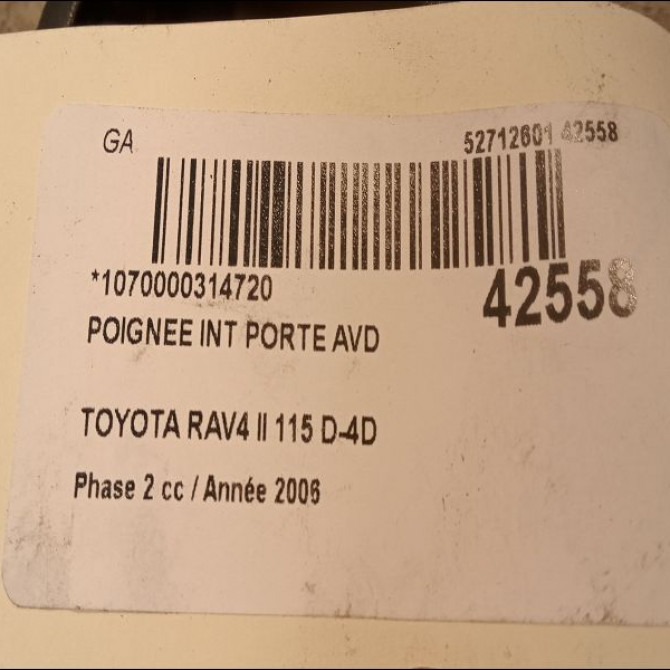 GA 52712601 42558
*1070000314720 42558
POIGNEE INT PORTE AVD
TOYOTA RAV4 II 115 D-4D
Phase 2 cc / Année 2006